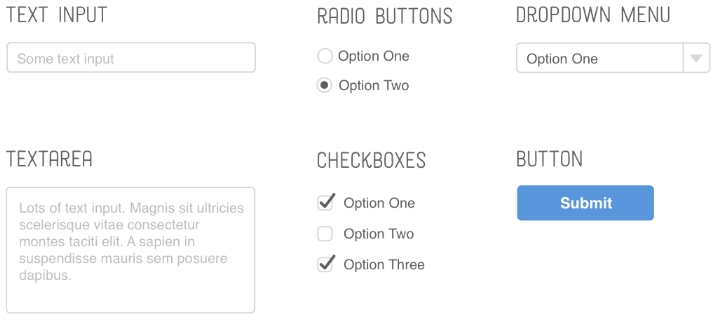 TEXT INPUT
Some text input
RADIO BUTTONS
Option One
Option Two
DROPDOWN MENU
Option One
TEXTAREA
Lots of text input. Magnis sit ultricies
scelerisque vitae consectetur
montes taciti elit. A sapien in
suspendisse mauris sem posuere
dapibus.
CHECKBOXES
Option One
Option Two
Option Three
BUTTON
Submit